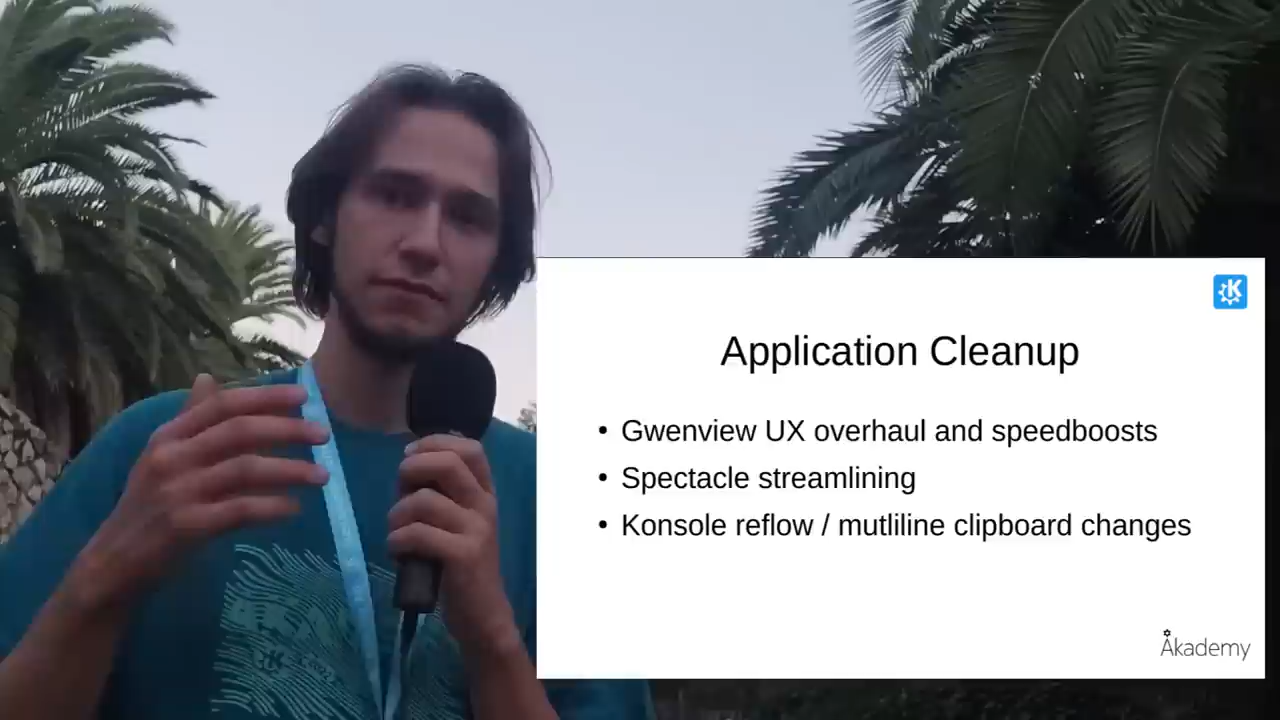 K
Application Cleanup
• Gwenview UX overhaul and speedboosts
• Spectacle streamlining
• Konsole reflow / mutliline clipboard changes
Akademy